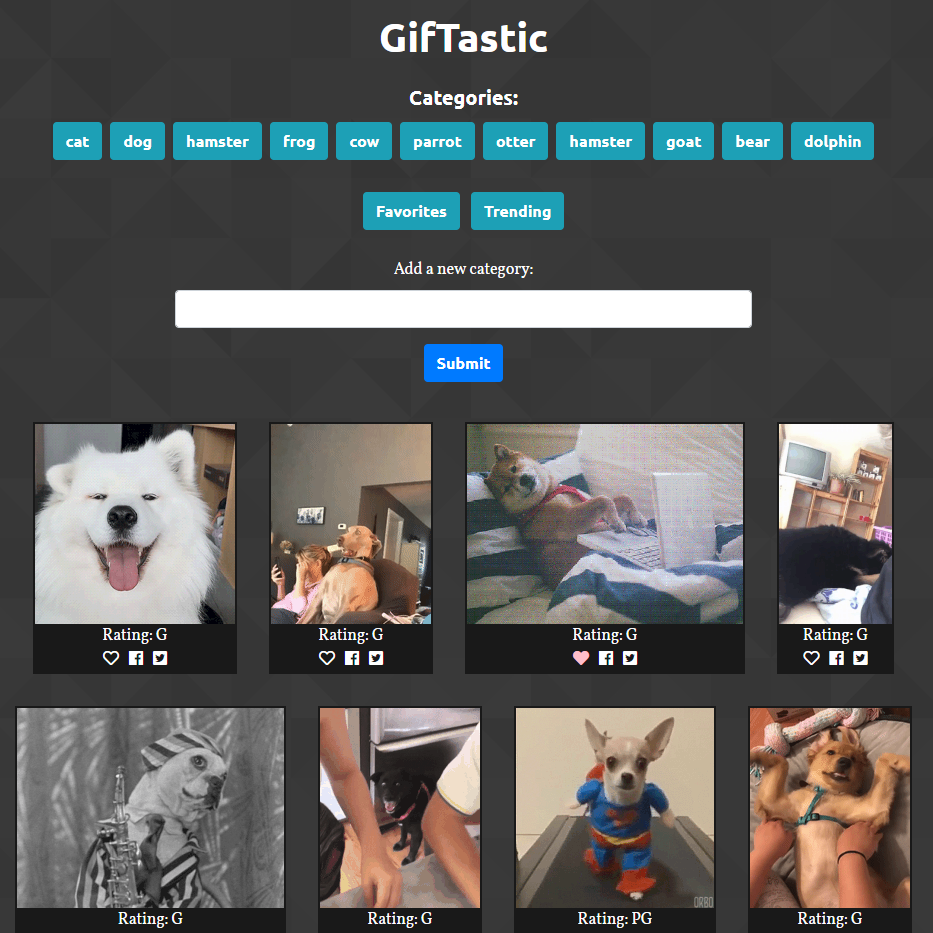 GifTastic
Categories:
cat dog hamster frog cow parrot otter hamster goat bear dolphin
Favorites Trending
Add a new category:
Submit
Rating: G Rating: G Rating: G Rating: G
ORBO
Rating: G Rating: G Rating: PG Rating: G